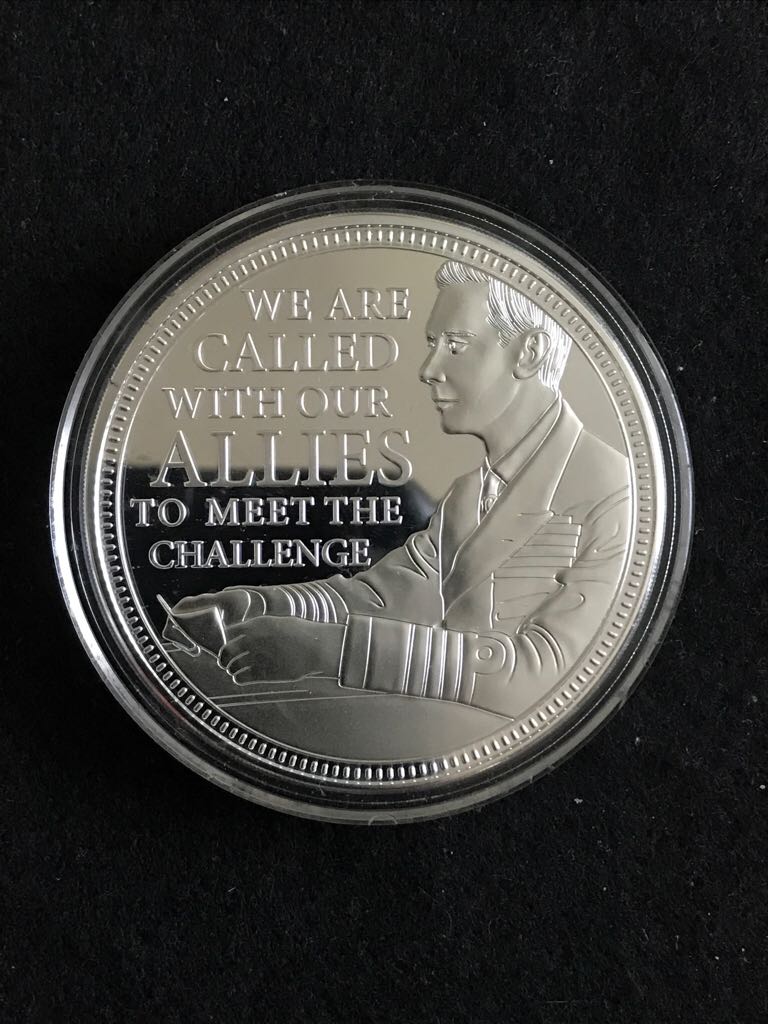 WE ARE
CALLED
WITH OUR
ALLIES
TO MEET THE
CHALLENGE